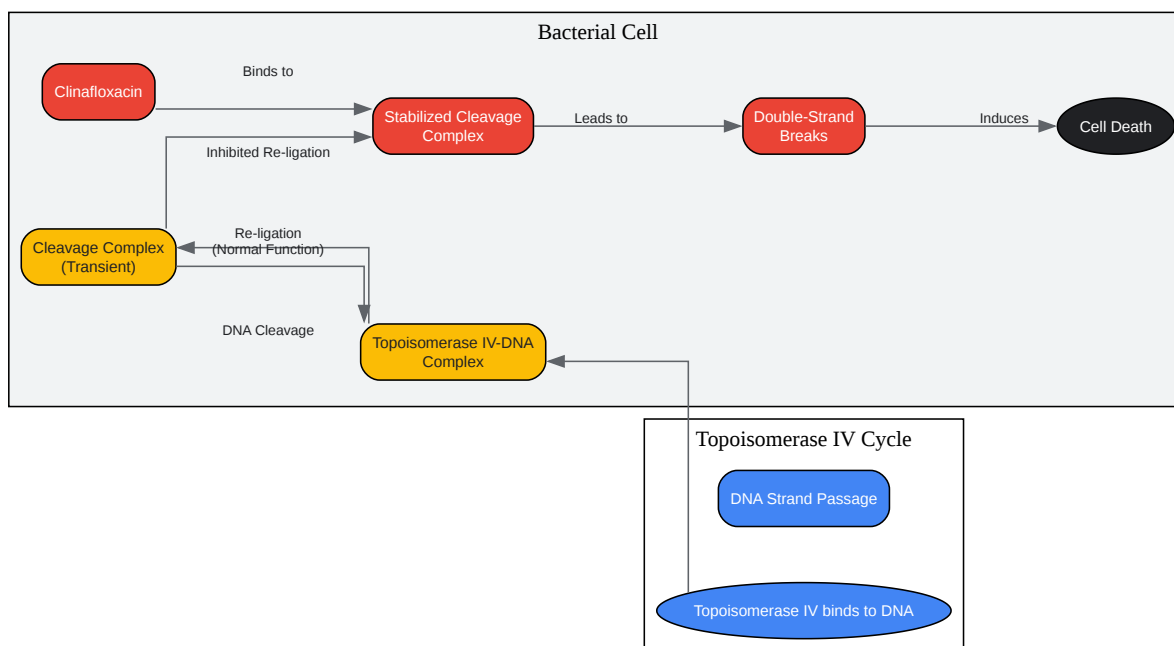 Bacterial Cell
Clinafloxacin
Binds to
Stabilized Cleavage
Complex
Leads to
Double-Strand
Breaks
Induces
Cell Death
Inhibited Re-ligation
Cleavage Complex
(Transient)
Re-ligation
(Normal Function)
DNA Cleavage
Topoisomerase IV-DNA
Complex
Topoisomerase IV Cycle
DNA Strand Passage
Topoisomerase IV binds to DNA